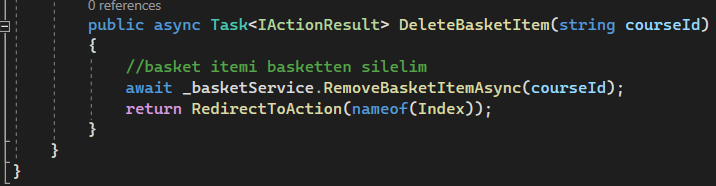 0 references
public async Task<IActionResult> DeleteBasketItem(string courseId)
{
//basket itemi basketten silelim
await _basketService.RemoveBasketItemAsync(courseId);
return RedirectToAction(nameof(Index));
}
}
}